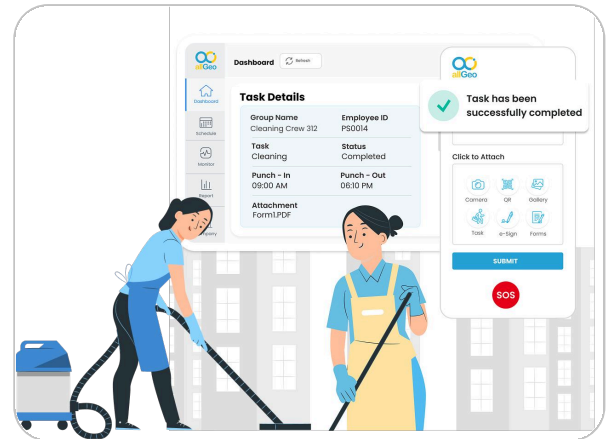 allGeo
Dashboard
Refresh
Dashboard
Schedule
Monitor
Report
mpany
Task Details
Group Name
Cleaning Crew 312
Employee ID
PS0014
Task
Cleaning
Status
Completed
Punch - In
09:00 AM
Punch - Out
06:10 PM
Attachment
Form1.PDF
allGeo
Task has been
successfully completed
Click to Attach
Camera
QR
Gallery
Task
e-Sign
Forms
SUBMIT
SOS